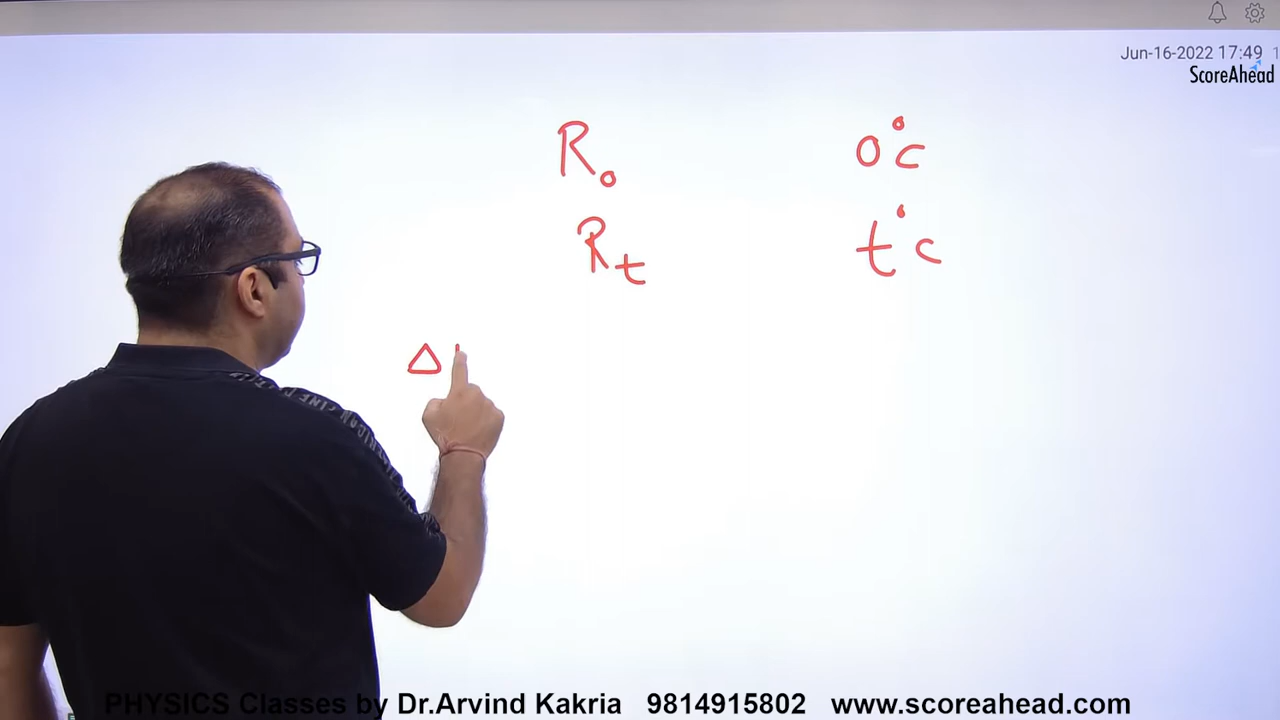 Jun-16-2022 17:49
ScoreAhead
R₀ 0°C
Rt t°C
Δ
PHYSICS Classes by Dr.Arvind Kakria 9814915802 www.scoreahead.com